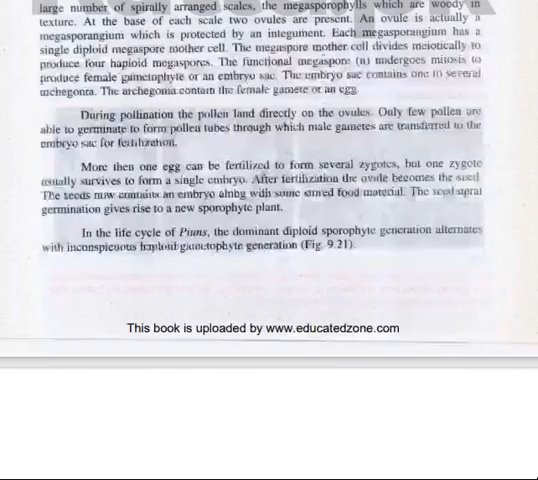 large number of spirally arranged scales, the megasporophylls which are woody in
texture. At the base of each scale two ovules are present. An ovule is actually a
megasporangium which is protected by an integument. Each megasporangium has a
single diploid megaspore mother cell. The megaspore mother cell divides meiotically to
produce four haploid megaspores. The functional megaspore (n) undergoes mitosis to
produce female gametophyte or an embryo sac. The embryo sac contains one to several
archegonia. The archegonia contain the female gamete or an egg.
During pollination the pollen land directly on the ovules. Only few pollen are
able to germinate to form pollen tubes through which male gametes are transferred to the
embryo sac for fertilization.
More then one egg can be fertilized to form several zygotes, but one zygote
usually survives to form a single embryo. After fertilization the ovule becomes the seed
The seeds now contains an embryo along with some stored food material. The seed upon
germination gives rise to a new sporophyte plant.
In the life cycle of Pinus, the dominant diploid sporophyte generation alternates
with inconspicuous haploid gametophyte generation (Fig. 9.21).
This book is uploaded by www.educatedzone.com